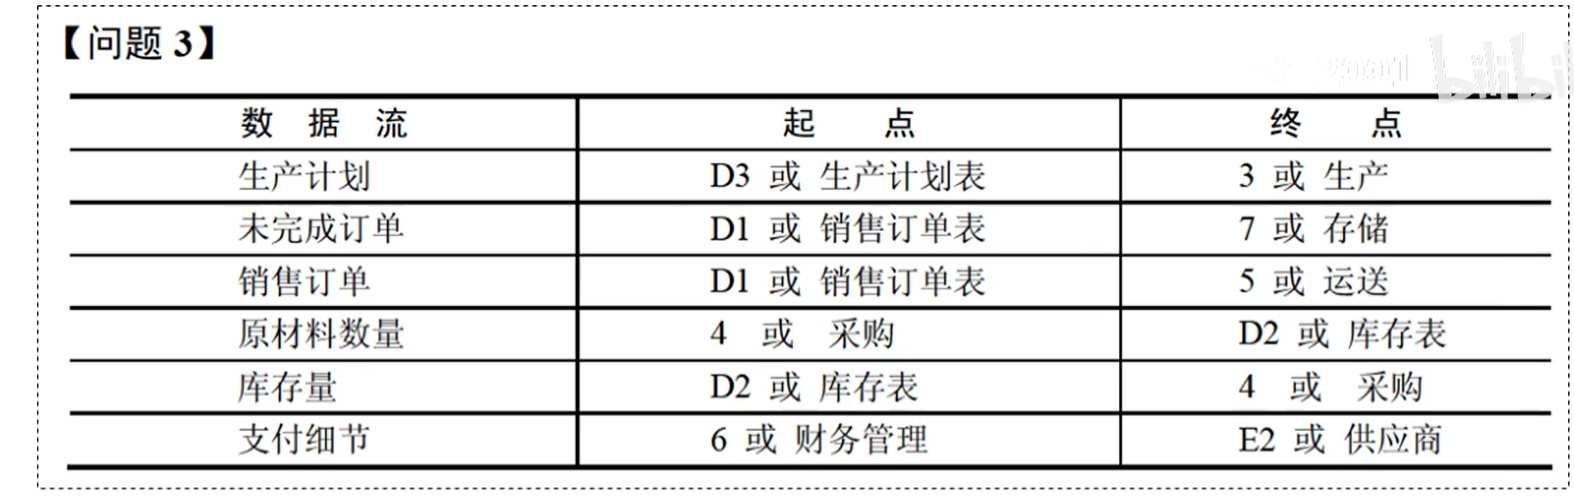 【问题 3】
bilibili
数 据 流 起 点 终 点
生产计划 D3 或 生产计划表 3 或 生产
未完成订单 D1 或 销售订单表 7 或 存储
销售订单 D1 或 销售订单表 5 或 运送
原材料数量 4 或 采购 D2 或 库存表
库存量 D2 或 库存表 4 或 采购
支付细节 6 或 财务管理 E2 或 供应商